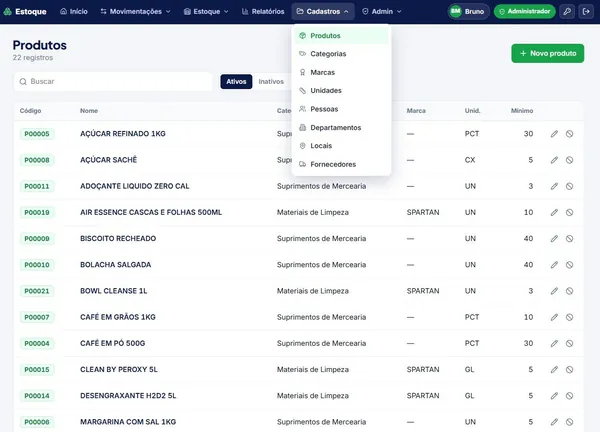 Estoque Início Movimentações Estoque Relatórios Cadastros Admin BM Bruno Administrador
Produtos
22 registros
Novo produto
Buscar Ativos Inativos
Produtos
Categorias
Marcas
Unidades
Pessoas
Departamentos
Locais
Fornecedores
Código Nome Cate Marca Unid. Mínimo
P00005 AÇÚCAR REFINADO 1KG Supr — PCT 30
P00008 AÇÚCAR SACHÊ Supr — CX 5
P00011 ADOÇANTE LIQUIDO ZERO CAL Suprimentos de Mercearia — UN 3
P00019 AIR ESSENCE CASCAS E FOLHAS 500ML Materiais de Limpeza SPARTAN UN 10
P00009 BISCOITO RECHEADO Suprimentos de Mercearia — UN 40
P00010 BOLACHA SALGADA Suprimentos de Mercearia — UN 40
P00021 BOWL CLEANSE 1L Materiais de Limpeza SPARTAN UN 3
P00007 CAFÉ EM GRÃOS 1KG Suprimentos de Mercearia — PCT 10
P00004 CAFÉ EM PÓ 500G Suprimentos de Mercearia — PCT 30
P00015 CLEAN BY PEROXY 5L Materiais de Limpeza SPARTAN GL 5
P00014 DESENGRAXANTE H2D2 5L Materiais de Limpeza SPARTAN GL 5
P00006 MARGARINA COM SAL 1KG Suprimentos de Mercearia — UN 5